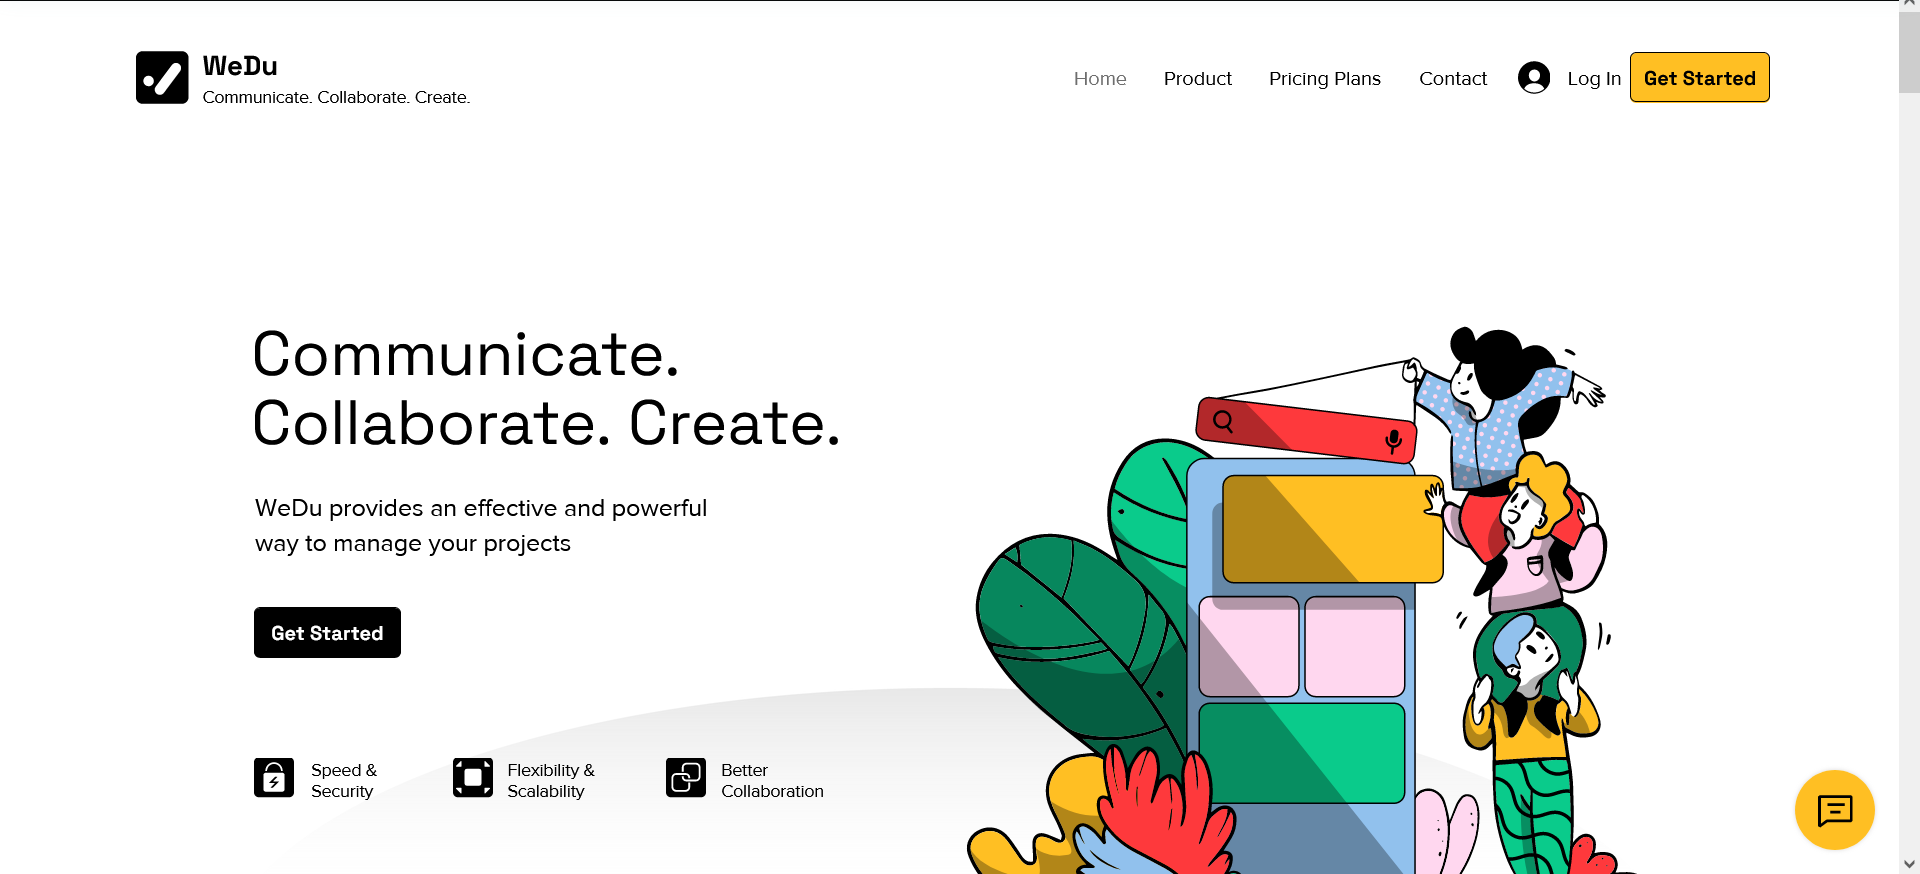 WeDu
Communicate. Collaborate. Create.
Home Product Pricing Plans Contact Log In Get Started
Communicate.
Collaborate. Create.
WeDu provides an effective and powerful
way to manage your projects
Get Started
Speed &
Security
Flexibility &
Scalability
Better
Collaboration